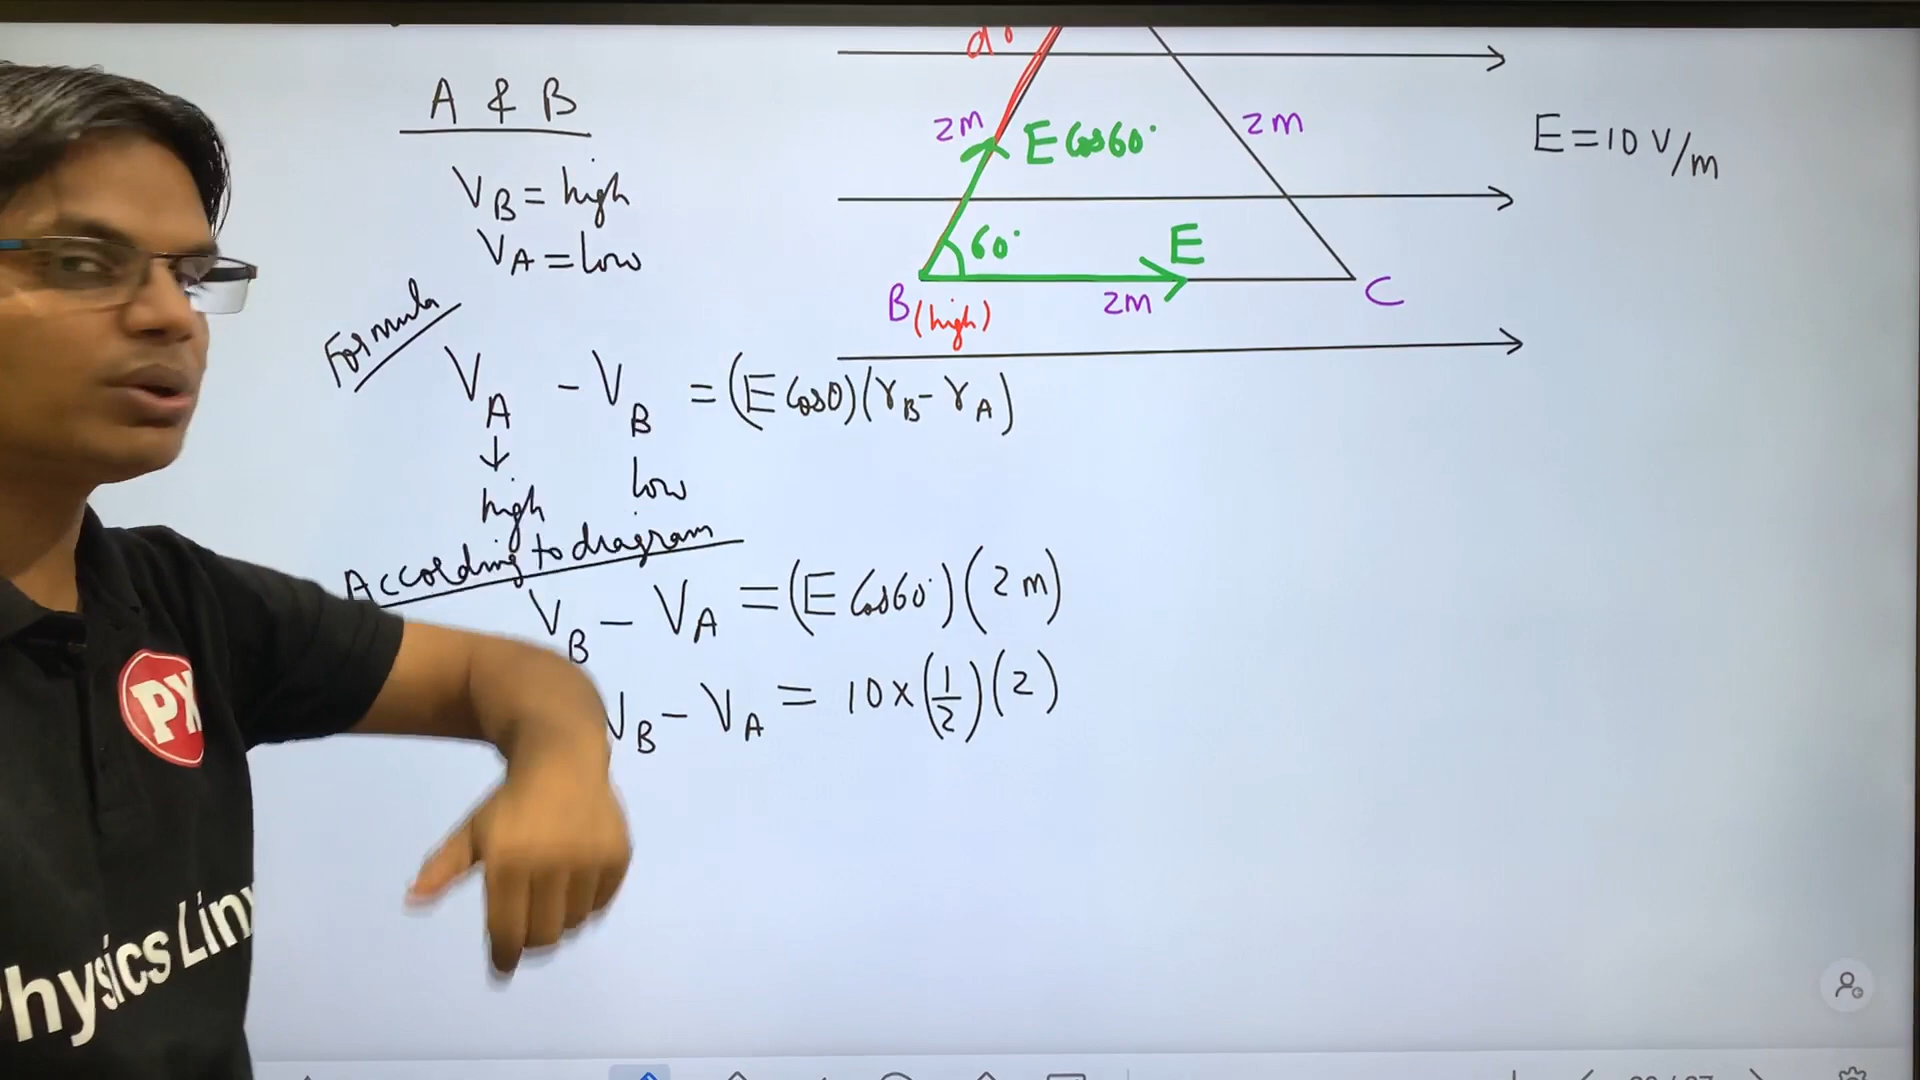 A & B
V_B = high
V_A = low
Formula
V_A - V_B = (E Cosθ)(r_B - r_A)
high
low
According to diagram
V_B - V_A = (E Cos60°)(2m)
V_B - V_A = 10 × (1/2)(2)
2m
E Cos60°
2m
E = 10 V/m
60°
E
B (high)
2m
C
PX
Physics Lin